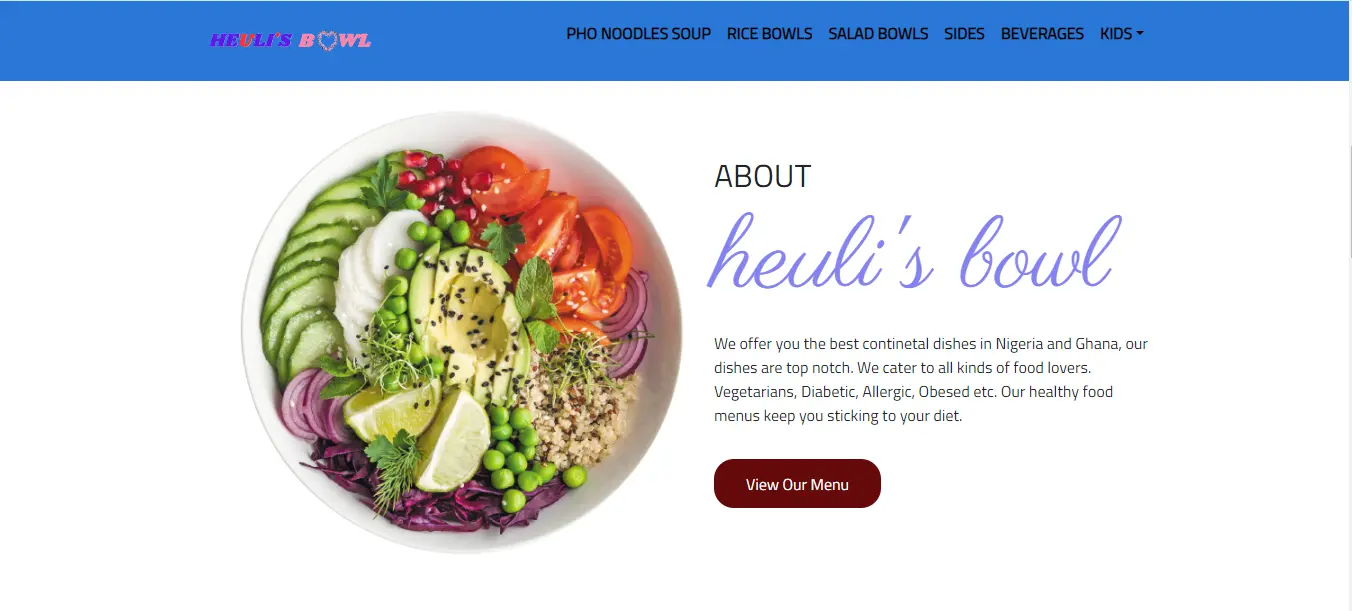 HEULI'S BOWL
PHO NOODLES SOUP RICE BOWLS SALAD BOWLS SIDES BEVERAGES KIDS
ABOUT
heuli's bowl
We offer you the best continetal dishes in Nigeria and Ghana, our
dishes are top notch. We cater to all kinds of food lovers.
Vegetarians, Diabetic, Allergic, Obesed etc. Our healthy food
menus keep you sticking to your diet.
View Our Menu